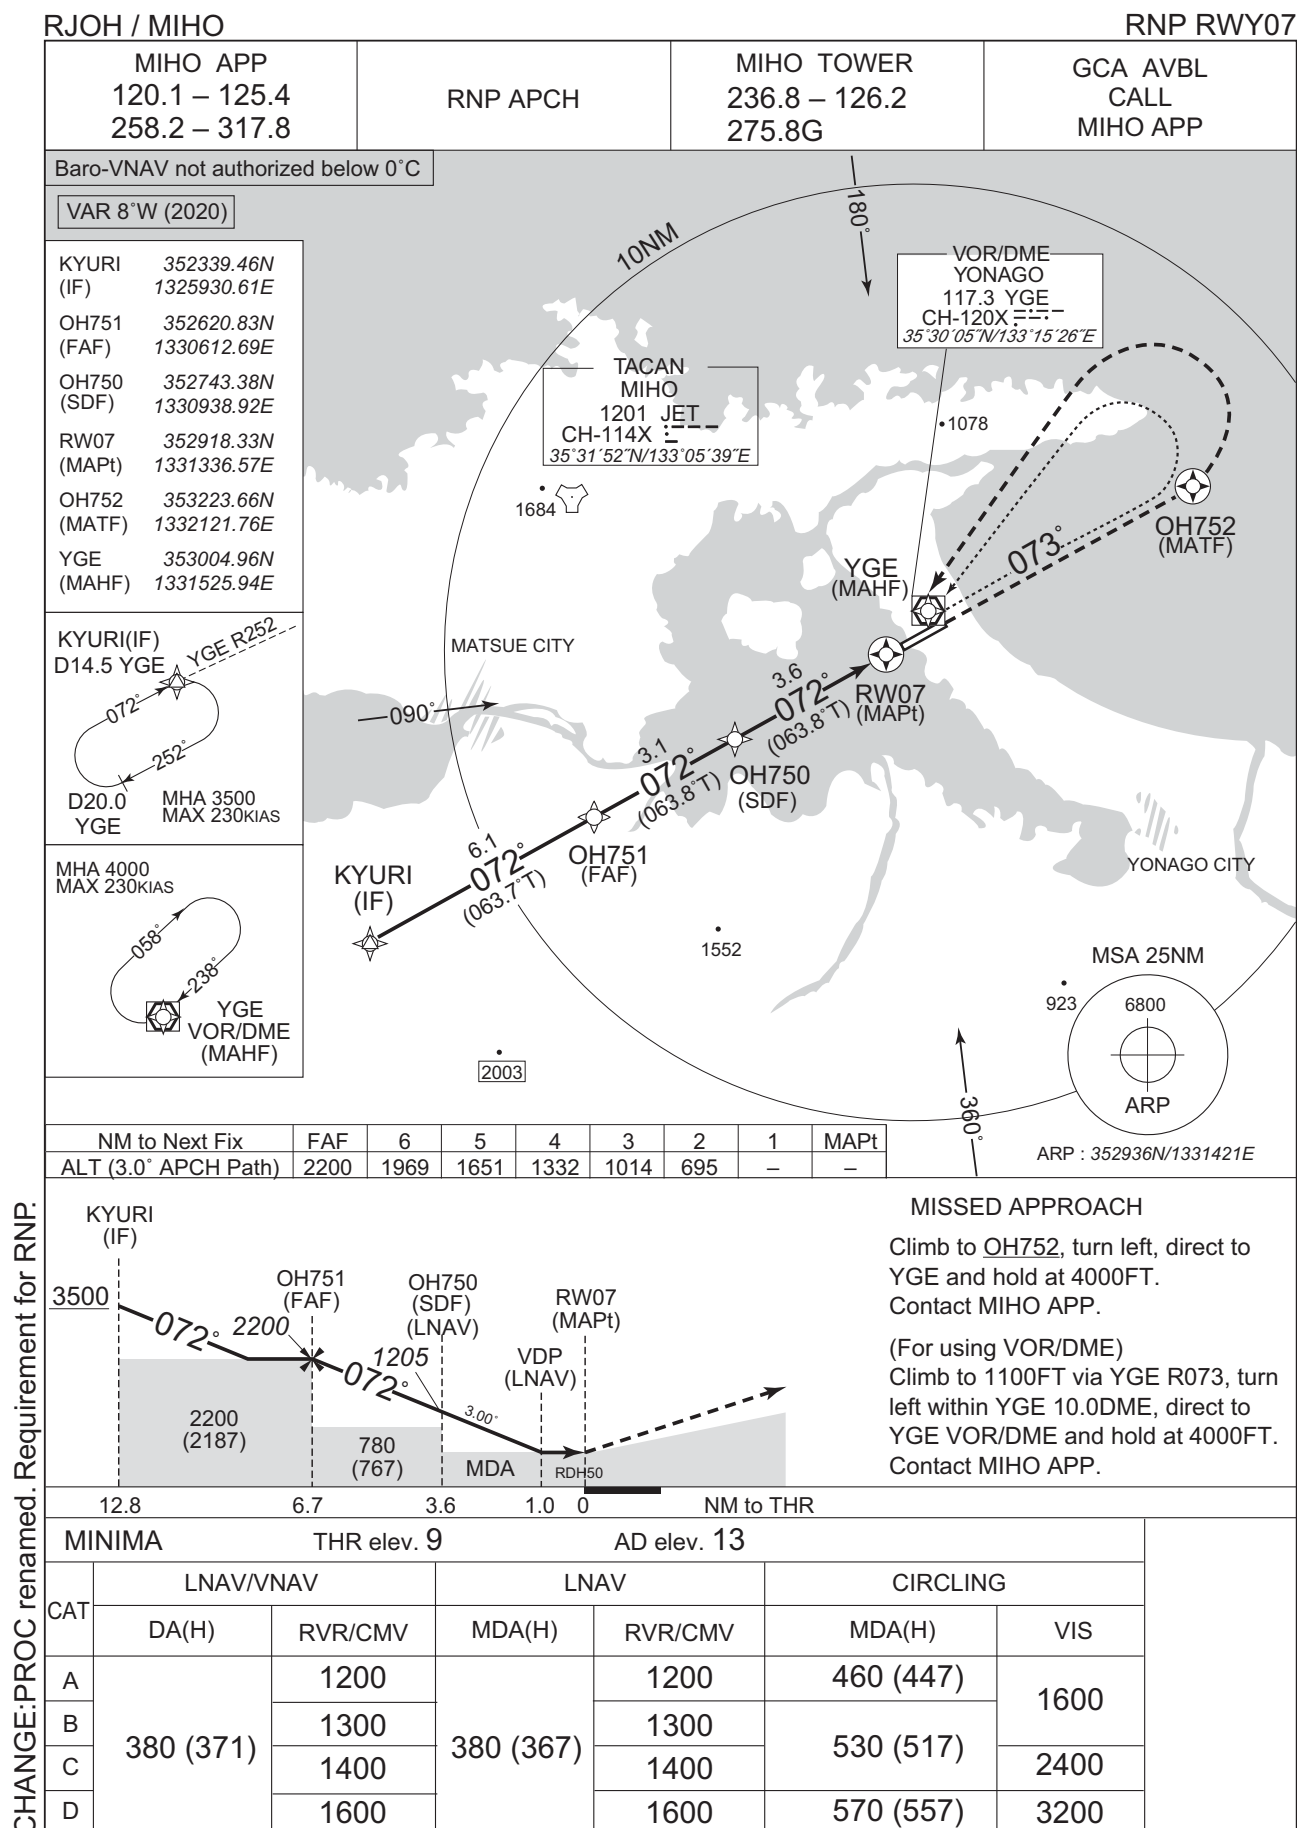 RJOH / MIHO
RNP RWY07
MIHO APP
120.1 – 125.4
258.2 – 317.8
RNP APCH
MIHO TOWER
236.8 – 126.2
275.8G
GCA AVBL
CALL
MIHO APP
Baro-VNAV not authorized below 0˚C
VAR 8˚W (2020)
KYURI 352339.46N
(IF) 1325930.61E
OH751 352620.83N
(FAF) 1330612.69E
OH750 352743.38N
(SDF) 1330938.92E
RW07 352918.33N
(MAPt) 1331336.57E
OH752 353223.66N
(MATF) 1332121.76E
YGE 353004.96N
(MAHF) 1331525.94E
KYURI(IF)
D14.5 YGE
YGE R252
072˚
252˚
D20.0
YGE
MHA 3500
MAX 230KIAS
MHA 4000
MAX 230KIAS
058˚
238˚
YGE
VOR/DME
(MAHF)
10NM
180˚
VOR/DME
YONAGO
117.3 YGE
CH-120X
35˚30´05˝N/133˚15´26˝E
TACAN
MIHO
1201 JET
CH-114X
35˚31´52˝N/133˚05´39˝E
1078
1684
OH752
(MATF)
073˚
YGE
(MAHF)
MATSUE CITY
090˚
3.6
072˚
(063.8˚T)
RW07
(MAPt)
3.1
072˚
(063.8˚T)
OH750
(SDF)
6.1
072˚
(063.7˚T)
OH751
(FAF)
KYURI
(IF)
YONAGO CITY
1552
923
2003
360˚
MSA 25NM
6800
ARP
ARP : 352936N/1331421E
NM to Next Fix FAF 6 5 4 3 2 1 MAPt
ALT (3.0˚ APCH Path) 2200 1969 1651 1332 1014 695 – –
KYURI
(IF)
3500
072˚
2200
OH751
(FAF)
1205
072˚
OH750
(SDF)
(LNAV)
3.00˚
VDP
(LNAV)
RW07
(MAPt)
2200
(2187)
780
(767)
MDA
RDH50
12.8 6.7 3.6 1.0 0 NM to THR
MISSED APPROACH
Climb to OH752, turn left, direct to
YGE and hold at 4000FT.
Contact MIHO APP.
(For using VOR/DME)
Climb to 1100FT via YGE R073, turn
left within YGE 10.0DME, direct to
YGE VOR/DME and hold at 4000FT.
Contact MIHO APP.
MINIMA THR elev. 9 AD elev. 13
CAT LNAV/VNAV LNAV CIRCLING
DA(H) RVR/CMV MDA(H) RVR/CMV MDA(H) VIS
A 380 (371) 1200 380 (367) 1200 460 (447) 1600
B 1300 1300 530 (517)
C 1400 1400 2400
D 1600 1600 570 (557) 3200
CHANGE:PROC renamed. Requirement for RNP.